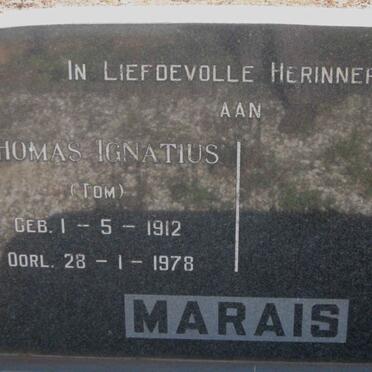 IN LIEFDEVOLLE HERINNER
AAN
HOMAS IGNATIUS
(TOM)
GEB. 1 - 5 - 1912
OORL. 28 - 1 - 1978
MARAIS